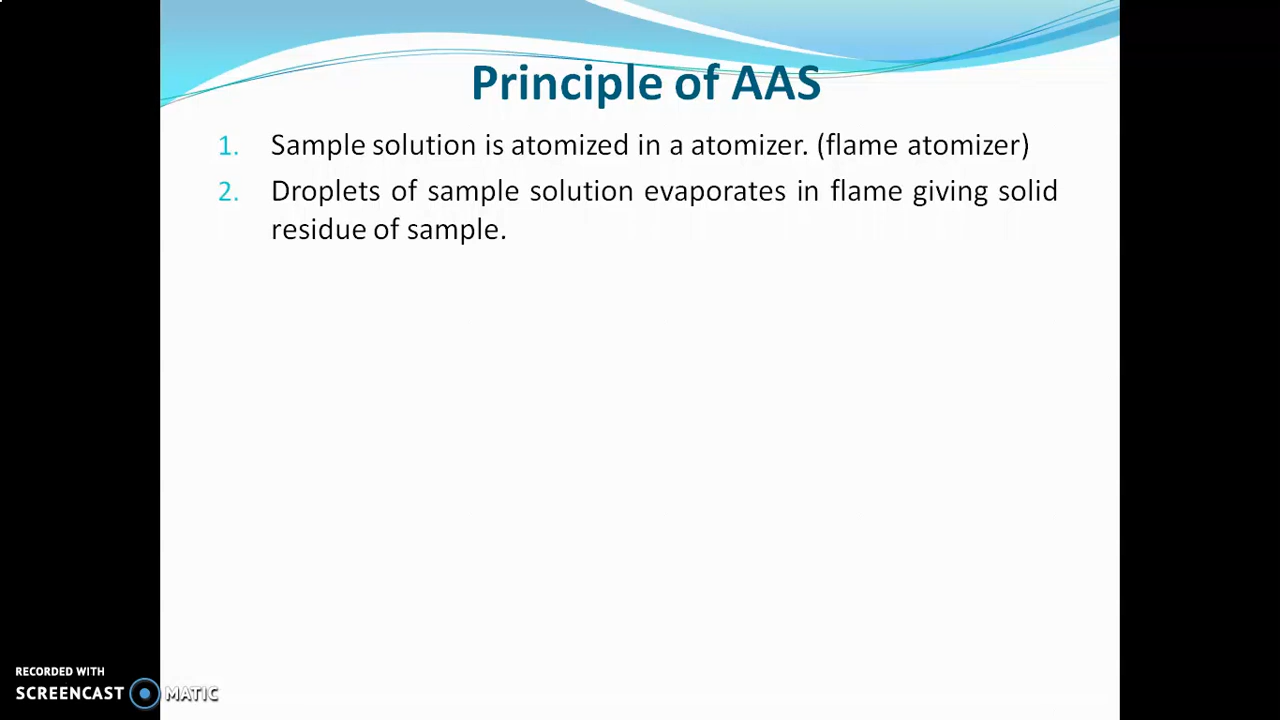 Principle of AAS
1. Sample solution is atomized in a atomizer. (flame atomizer)
2. Droplets of sample solution evaporates in flame giving solid
residue of sample.
RECORDED WITH
SCREENCAST MATIC